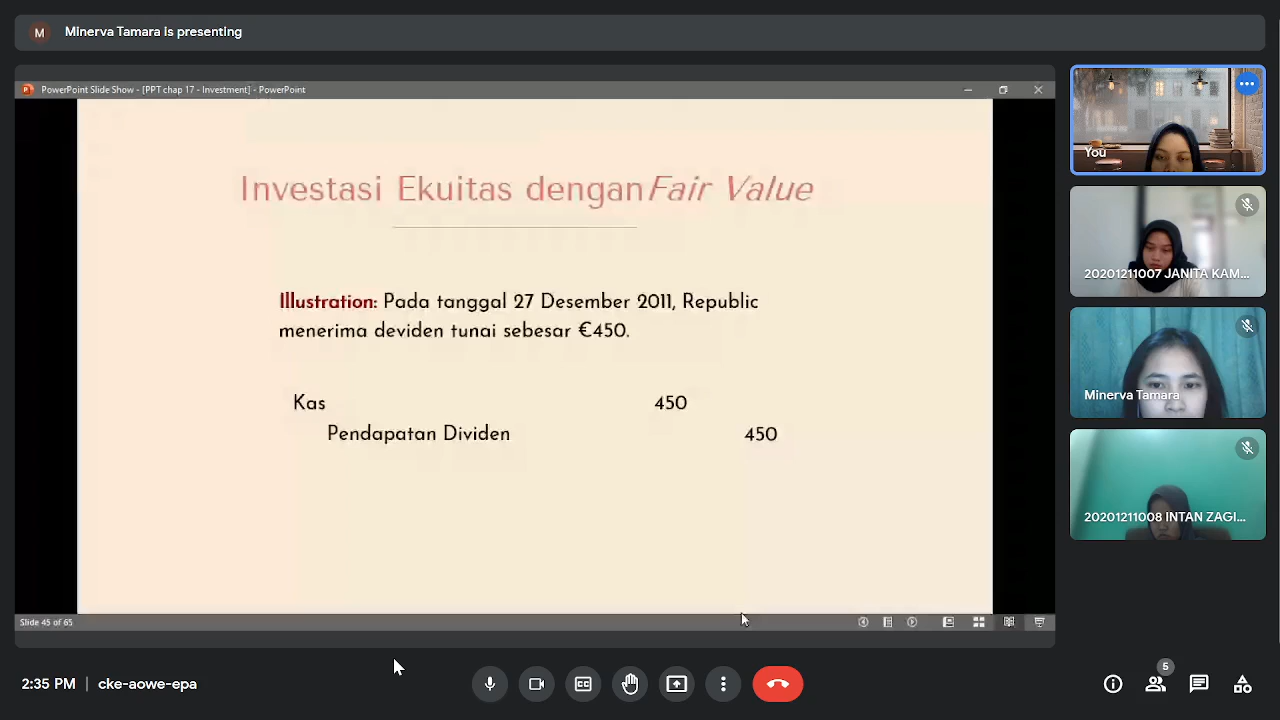 M Minerva Tamara is presenting
PowerPoint Slide Show - [PPT chap 17 - Investment] - PowerPoint
Investasi Ekuitas dengan Fair Value
Illustration: Pada tanggal 27 Desember 2011, Republic
menerima deviden tunai sebesar €450.
Kas 450
Pendapatan Dividen 450
Slide 45 of 65
You
20201211007 JANITA KAM...
Minerva Tamara
20201211008 INTAN ZAGI...
2:35 PM | cke-aowe-epa
5